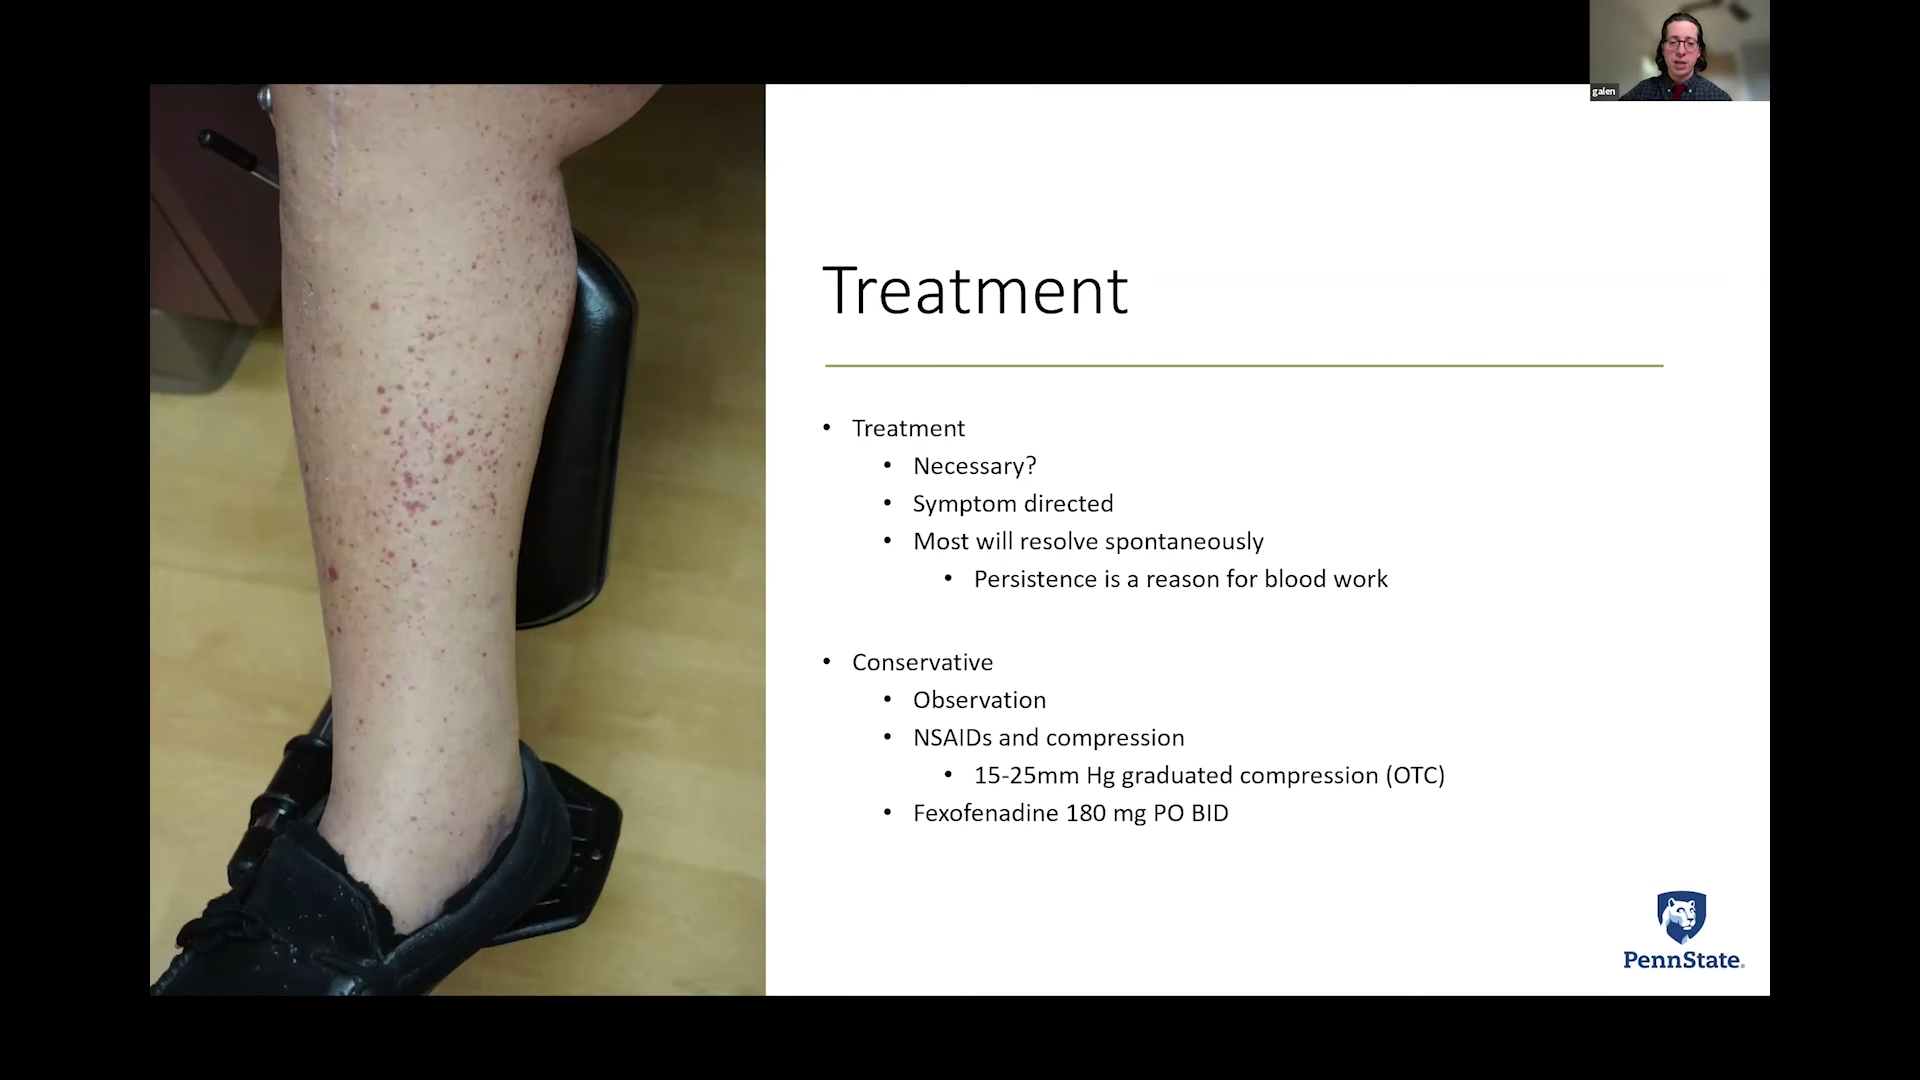 galen
Treatment
• Treatment
• Necessary?
• Symptom directed
• Most will resolve spontaneously
• Persistence is a reason for blood work
• Conservative
• Observation
• NSAIDs and compression
• 15-25mm Hg graduated compression (OTC)
• Fexofenadine 180 mg PO BID
PennState®